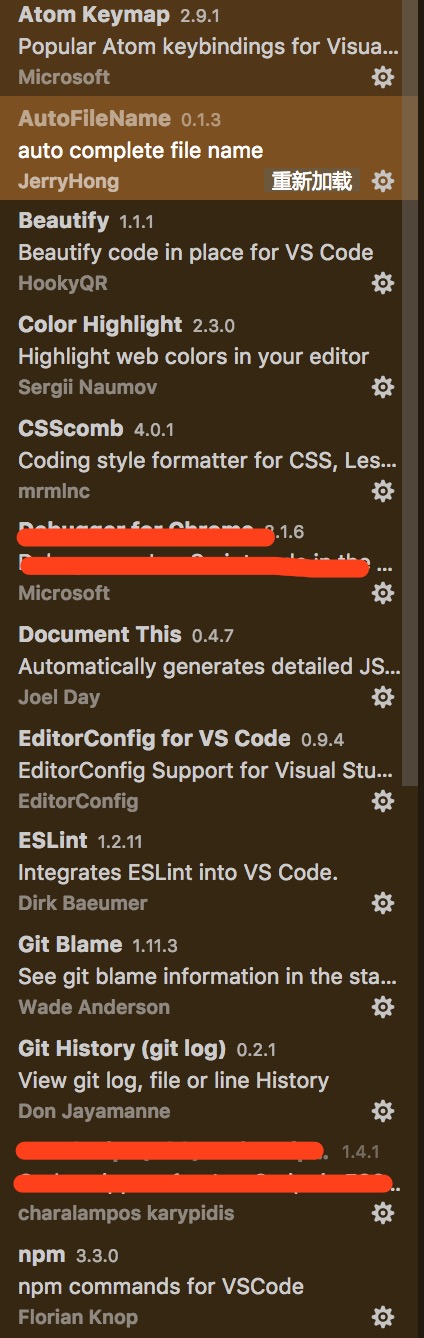 Atom Keymap 2.9.1
Popular Atom keybindings for Visua...
Microsoft
AutoFileName 0.1.3
auto complete file name
JerryHong 重新加载
Beautify 1.1.1
Beautify code in place for VS Code
HookyQR
Color Highlight 2.3.0
Highlight web colors in your editor
Sergii Naumov
CSScomb 4.0.1
Coding style formatter for CSS, Les...
mrmlnc
.1.6
...
Microsoft
Document This 0.4.7
Automatically generates detailed JS...
Joel Day
EditorConfig for VS Code 0.9.4
EditorConfig Support for Visual Stu...
EditorConfig
ESLint 1.2.11
Integrates ESLint into VS Code.
Dirk Baeumer
Git Blame 1.11.3
See git blame information in the sta...
Wade Anderson
Git History (git log) 0.2.1
View git log, file or line History
Don Jayamanne
1.4.1
charalampos karypidis
npm 3.3.0
npm commands for VSCode
Florian Knop